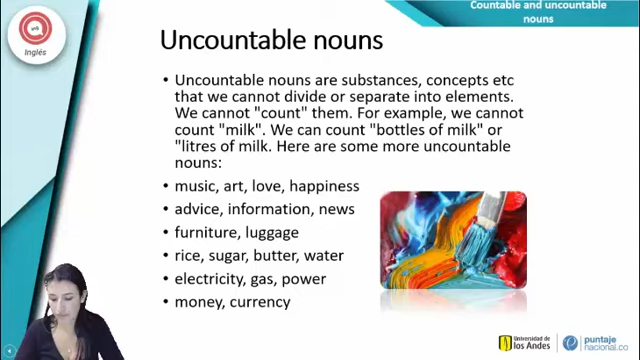 Countable and uncountable
nouns
Inglés
Uncountable nouns
• Uncountable nouns are substances, concepts etc
that we cannot divide or separate into elements.
We cannot "count" them. For example, we cannot
count "milk". We can count "bottles of milk" or
"litres of milk. Here are some more uncountable
nouns:
• music, art, love, happiness
• advice, information, news
• furniture, luggage
• rice, sugar, butter, water
• electricity, gas, power
• money, currency
Universidad de
los Andes
puntaje
nacional.co